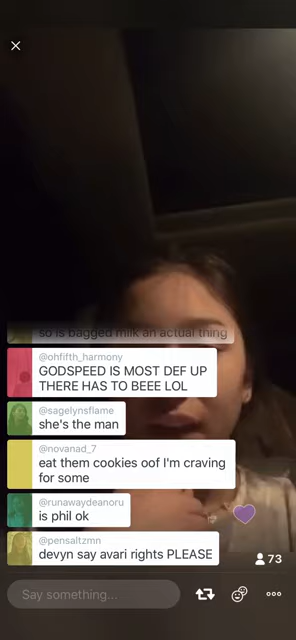 so is bagged milk an actual thing
@ohfifth_harmony
GODSPEED IS MOST DEF UP
THERE HAS TO BEEE LOL
@sagelynsflame
she's the man
@novanad_7
eat them cookies oof I'm craving
for some
@runawaydeanoru
is phil ok
@pensaltzmn
devyn say avari rights PLEASE
73
Say something...